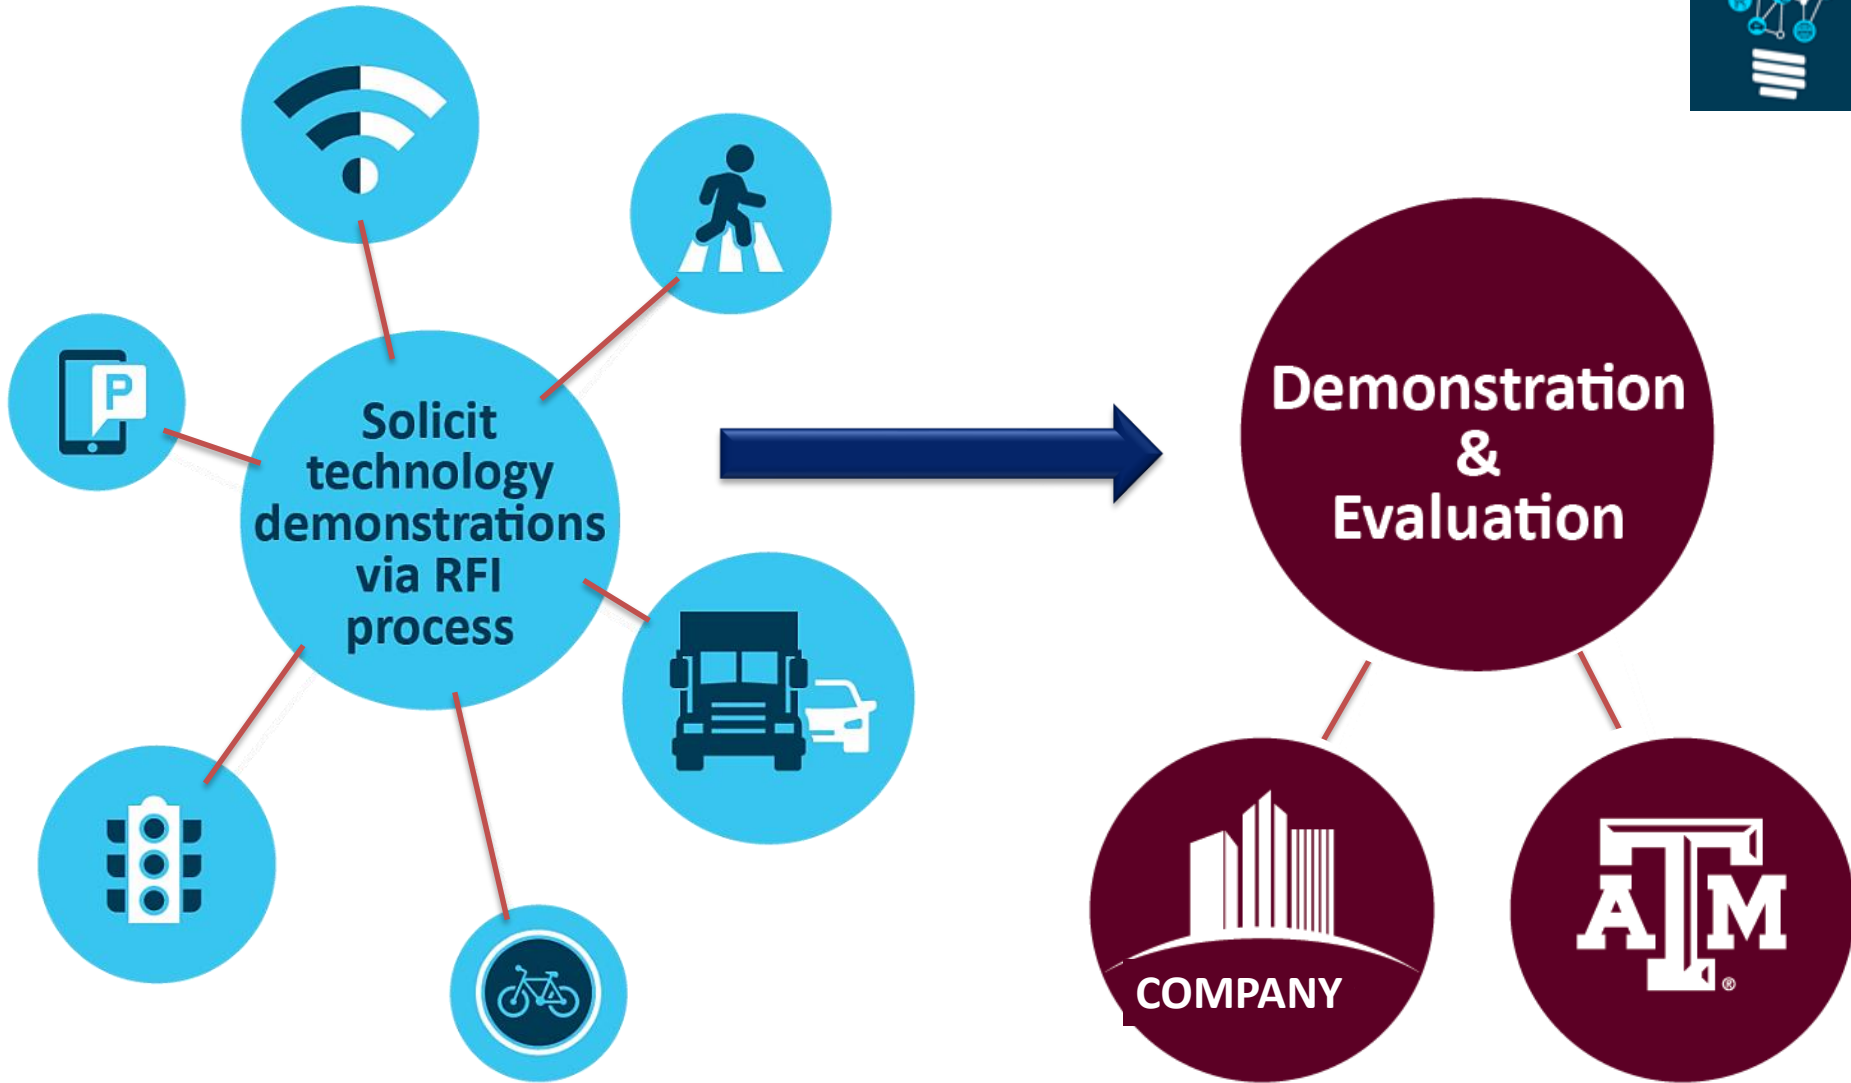 P
Solicit
technology
demonstrations
via RFI
process
Demonstration
&
Evaluation
COMPANY
ATM®